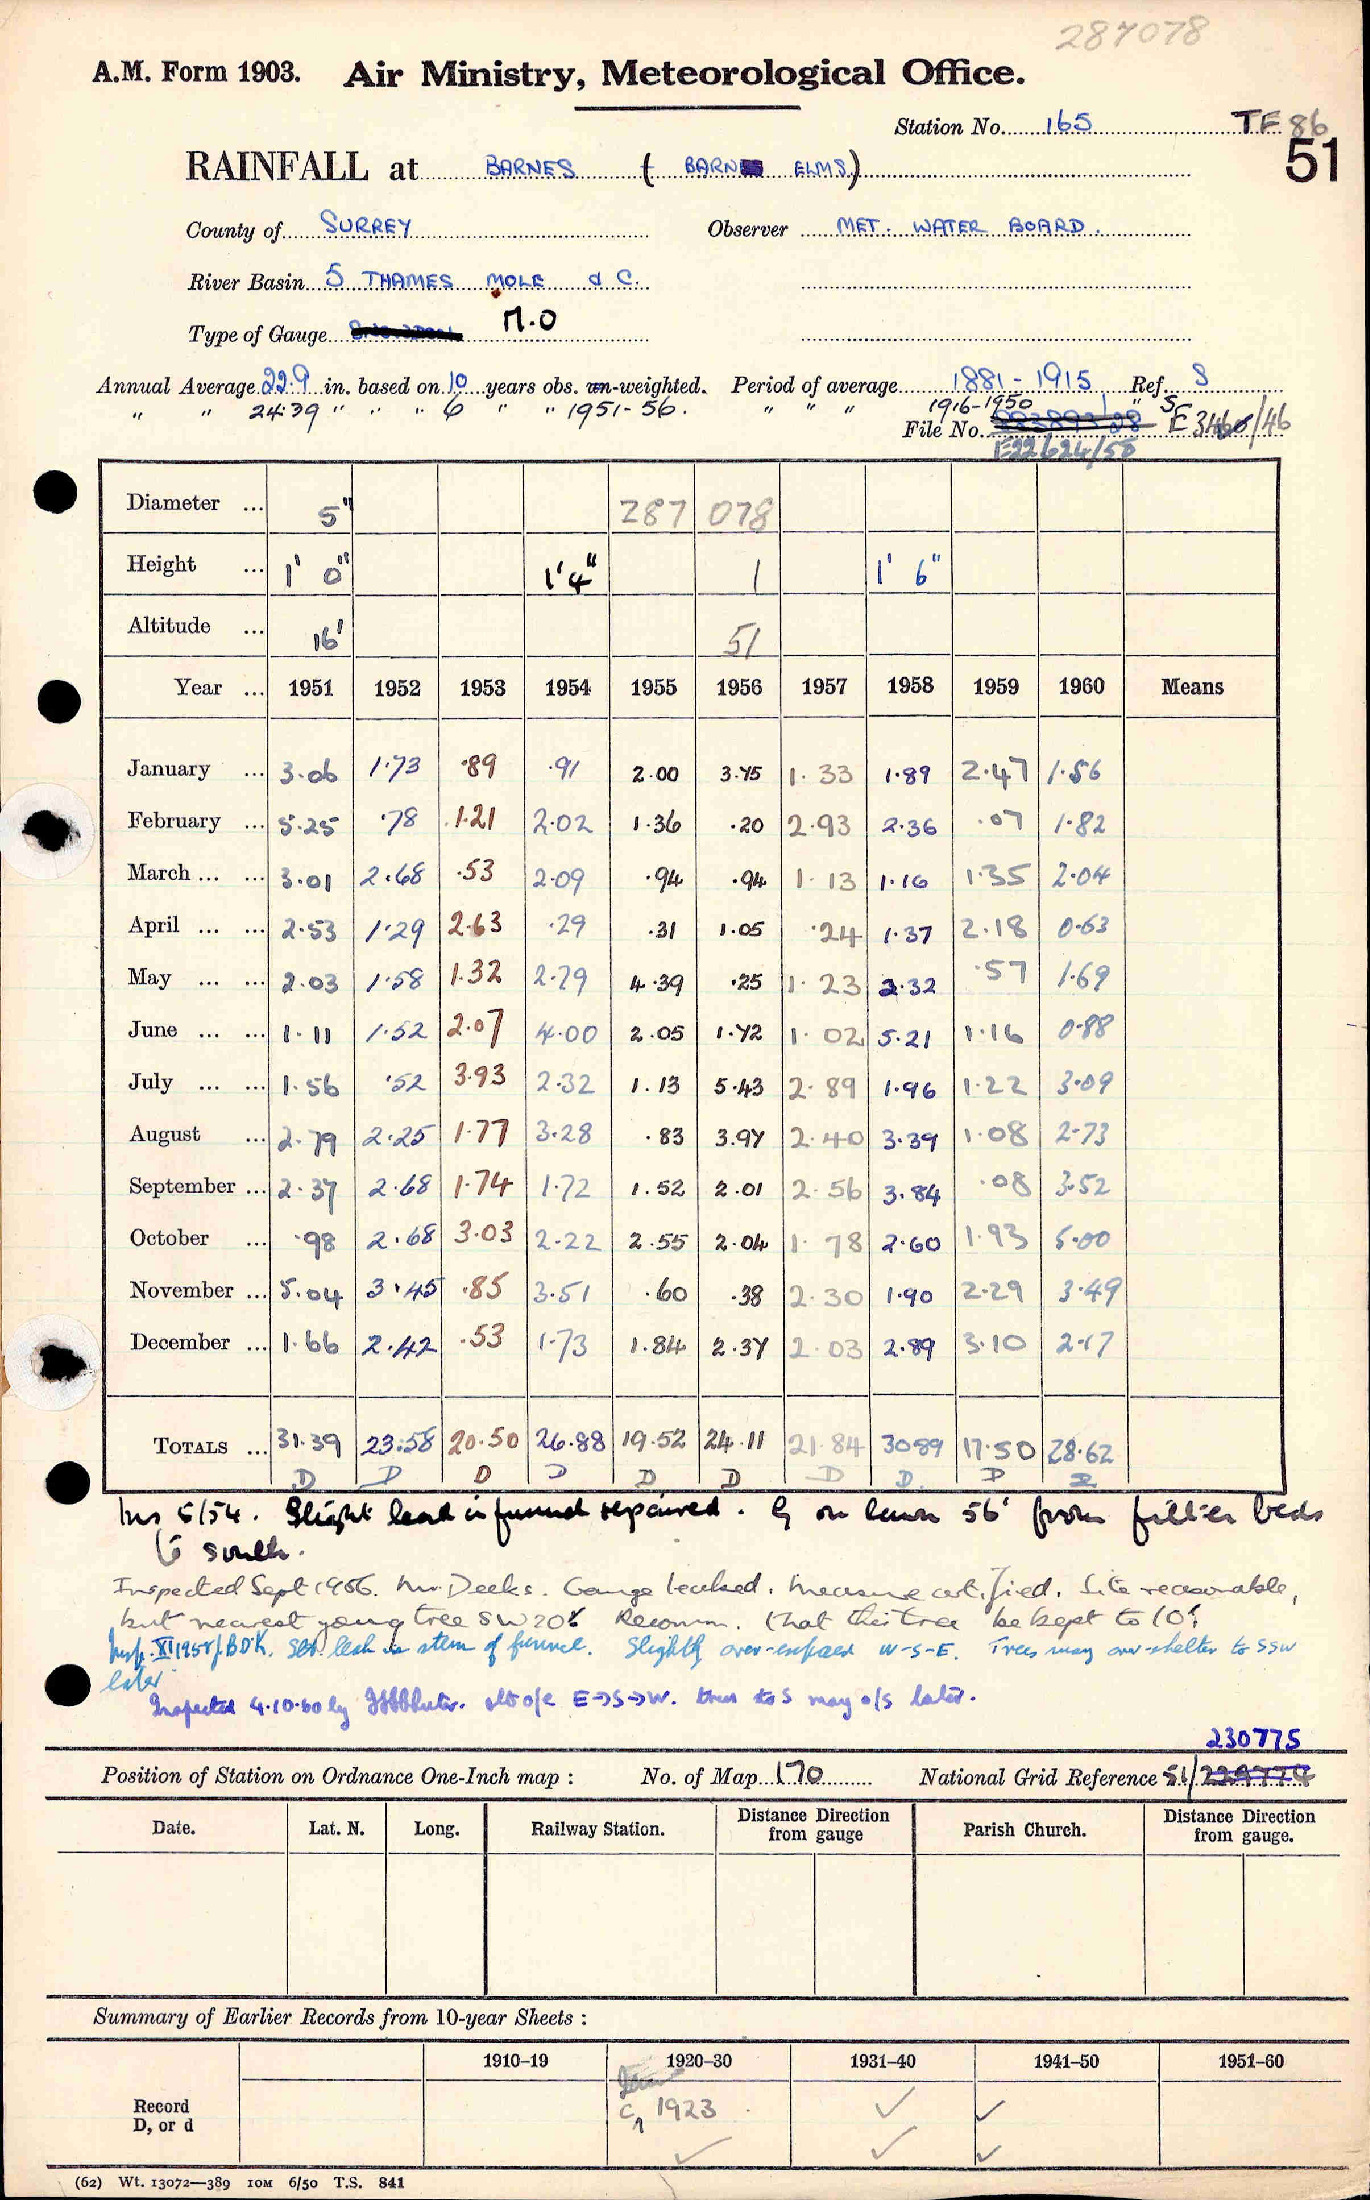 287078
A.M. Form 1903. Air Ministry, Meteorological Office.
Station No. 165 TF 86
51
RAINFALL at BARNES (BARNES ELMS)
County of SURREY Observer MET. WATER BOARD.
River Basin 5 THAMES MOLE & C.
Type of Gauge M.O
Annual Average 22.9 in. based on 10 years obs. un-weighted. Period of average 1881-1915 Ref. S
" " 24.39 " " " 6 " " 1951-56. " " " 1916-1950 " S
File No. 883893/28 E3460/46
E22624/58
Diameter ... 5" 287 078
Height ... 1' 0" 1'4" 1 1' 6"
Altitude ... 16' 51
Year ... 1951 1952 1953 1954 1955 1956 1957 1958 1959 1960 Means
January ... 3.06 1.73 .89 .91 2.00 3.75 1.33 1.89 2.47 1.56
February ... 5.25 .78 1.21 2.02 1.36 .20 2.93 2.36 .07 1.82
March ... ... 3.01 2.68 .53 2.09 .94 .94 1.13 1.16 1.35 2.04
April ... ... 2.53 1.29 2.63 .29 .31 1.05 .24 1.37 2.18 0.63
May ... ... 2.03 1.58 1.32 2.79 4.39 .25 1.23 2.32 .57 1.69
June ... ... 1.11 1.52 2.07 4.00 2.05 1.72 1.02 5.21 1.16 0.88
July ... ... 1.56 .52 3.93 2.32 1.13 5.43 2.89 1.96 1.22 3.09
August ... 2.79 2.25 1.77 3.28 .83 3.97 2.40 3.39 1.08 2.73
September ... 2.37 2.68 1.74 1.72 1.52 2.01 2.56 3.84 .08 3.52
October ... .98 2.68 3.03 2.22 2.55 2.04 1.78 2.60 1.93 5.00
November ... 5.04 3.45 .85 3.51 .60 .38 2.30 1.90 2.29 3.49
December ... 1.66 2.42 .53 1.73 1.84 2.37 2.03 2.89 3.10 2.17
TOTALS ... 31.39 23.58 20.50 26.88 19.52 24.11 21.84 30.89 17.50 28.62
D D D D D D D D D D
Ins 5/54. Slight leak in funnel repaired. G on lawn 56' from filter beds
to south.
Inspected Sept 1956. Mr Deeks. Gauge leaked. Measure certified. Site reasonable,
but nearest young tree SW 20' Recomm. that this tree be kept to 10'.
Insp. XI 1958 / BDK. Ser. leak in stem of funnel. Slightly over-exposed W-S-E. Trees may over-shelter to SSW
later
Inspected 4.10.60 by slt o/e E→S→W. trees to S may o/s later.
230775
Position of Station on Ordnance One-Inch map : No. of Map 170 National Grid Reference 51/229774
Date. Lat. N. Long. Railway Station. Distance Direction from gauge Parish Church. Distance Direction from gauge.
Summary of Earlier Records from 10-year Sheets :
1910–19 1920–30 1931–40 1941–50 1951–60
Record
D, or d
1923
(62) Wt. 13072—389 10M 6/50 T.S. 841